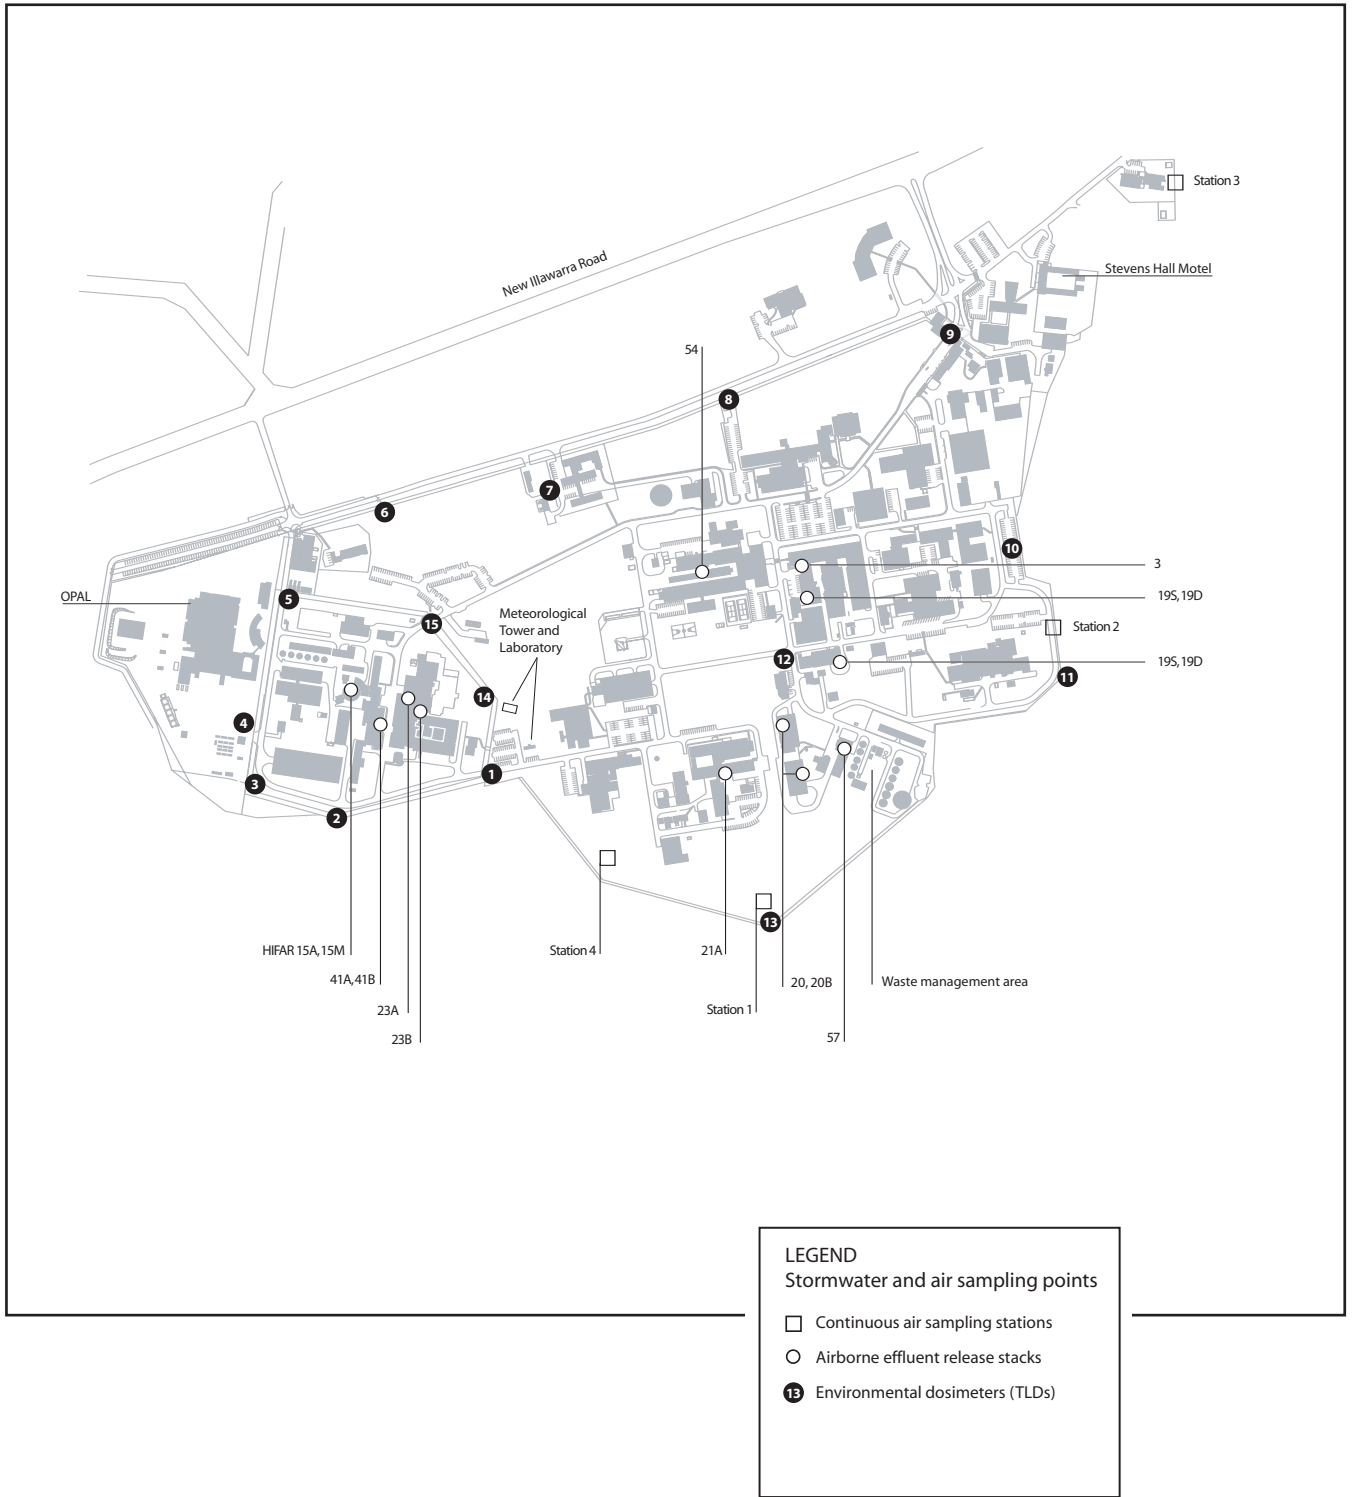 Station 3
New Illawarra Road
Stevens Hall Motel
9
54
8
7
6
10
3
OPAL
5
19S, 19D
Meteorological
Tower and
Laboratory
15
Station 2
12
19S, 19D
11
14
4
1
3
2
13
HIFAR 15A, 15M
Station 4
21A
41A, 41B
20, 20B
Waste management area
23A
Station 1
23B
57
LEGEND
Stormwater and air sampling points
Continuous air sampling stations
Airborne effluent release stacks
13 Environmental dosimeters (TLDs)